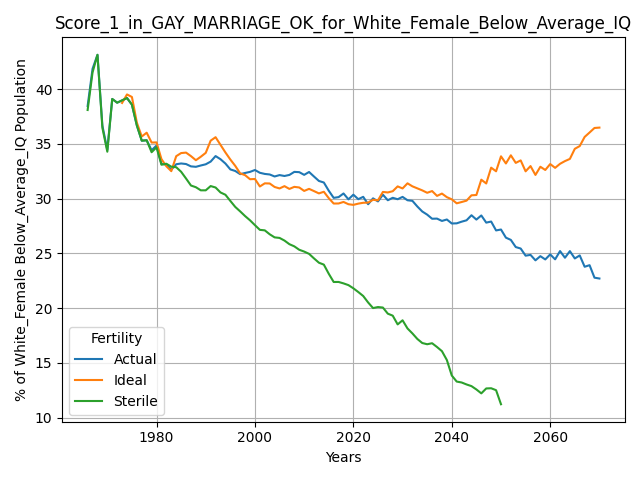 Score_1_in_GAY_MARRIAGE_OK_for_White_Female_Below_Average_IQ
% of White_Female Below_Average_IQ Population
40
35
30
25
20
15
10
Fertility
Actual
Ideal
Sterile
1980 2000 2020 2040 2060
Years